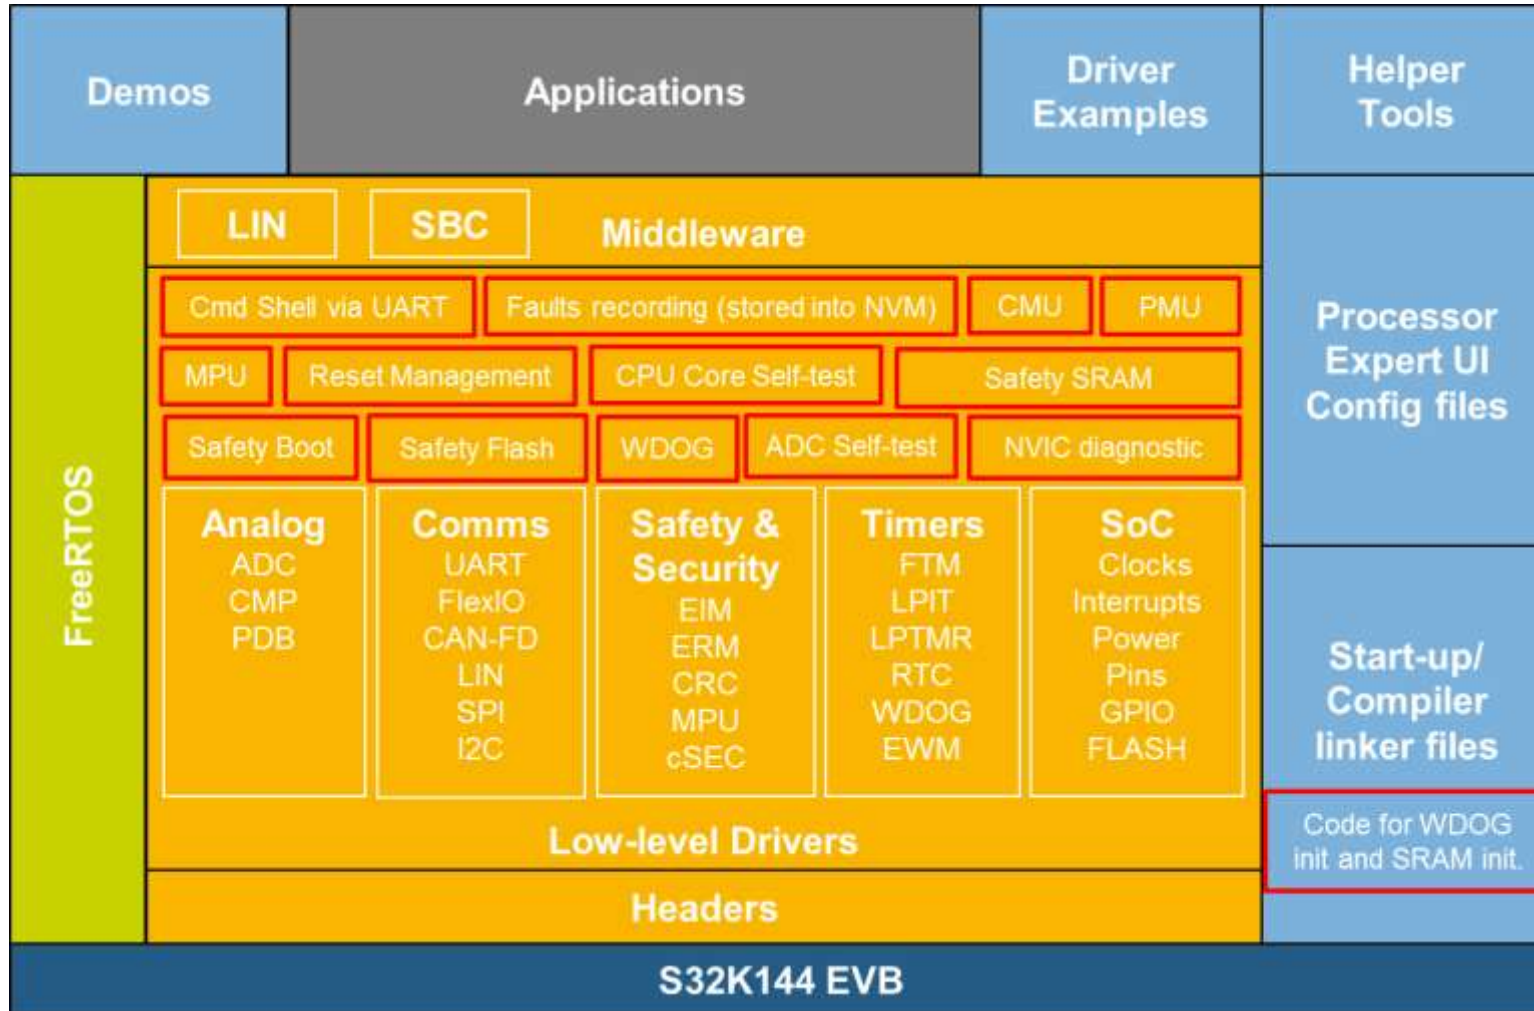 Demos
Applications
Driver
Examples
Helper
Tools
FreeRTOS
LIN
SBC
Middleware
Cmd Shell via UART
Faults recording (stored into NVM)
CMU
PMU
MPU
Reset Management
CPU Core Self-test
Safety SRAM
Safety Boot
Safety Flash
WDOG
ADC Self-test
NVIC diagnostic
Analog
ADC
CMP
PDB
Comms
UART
FlexIO
CAN-FD
LIN
SPI
I2C
Safety &
Security
EIM
ERM
CRC
MPU
cSEC
Timers
FTM
LPIT
LPTMR
RTC
WDOG
EWM
SoC
Clocks
Interrupts
Power
Pins
GPIO
FLASH
Low-level Drivers
Headers
Processor
Expert UI
Config files
Start-up/
Compiler
linker files
Code for WDOG
init and SRAM init.
S32K144 EVB